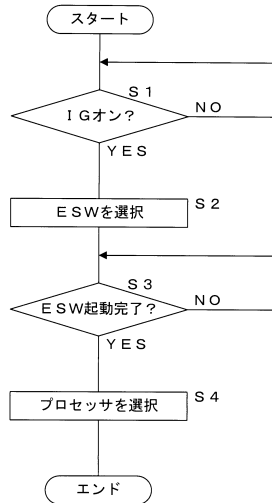 スタート
S1
IGオン？
NO
YES
ESWを選択
S2
S3
ESW起動完了？
NO
YES
プロセッサを選択
S4
エンド